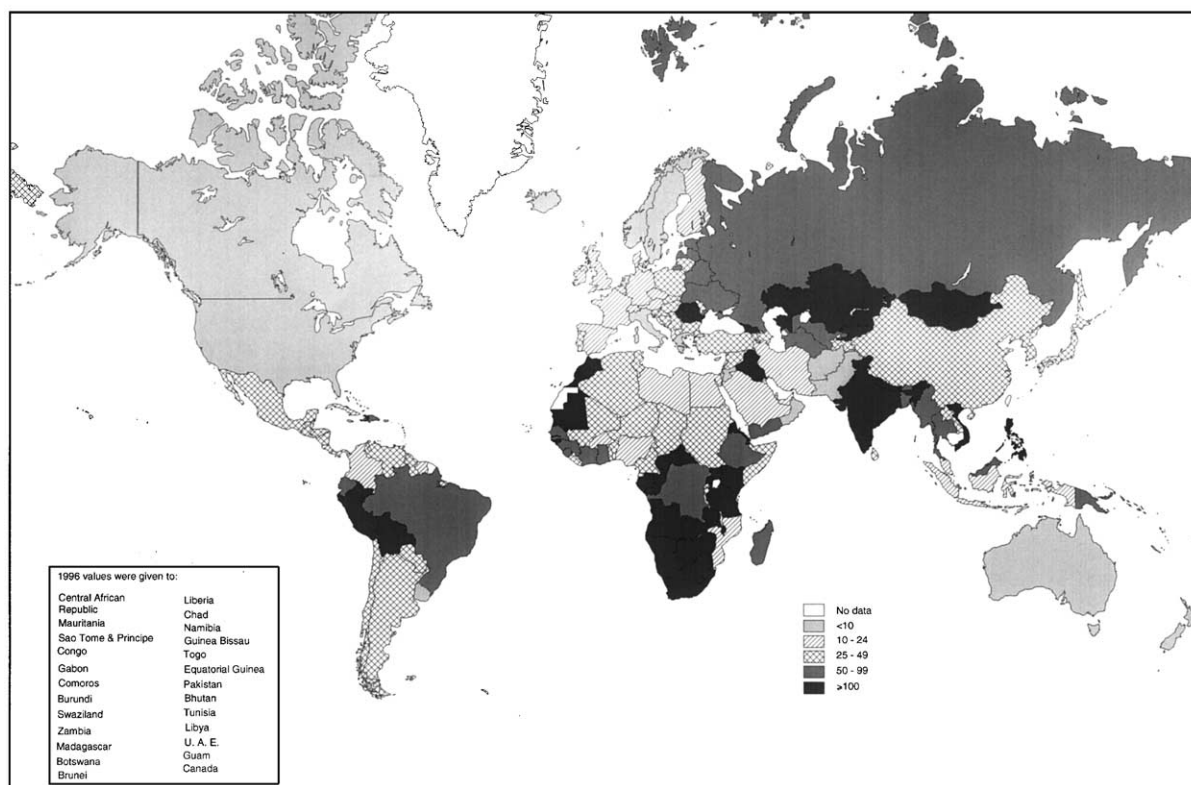 1996 values were given to:
Central African
Republic
Mauritania
Sao Tome & Principe
Congo
Gabon
Comoros
Burundi
Swaziland
Zambia
Madagascar
Botswana
Brunei
Liberia
Chad
Namibia
Guinea Bissau
Togo
Equatorial Guinea
Pakistan
Bhutan
Tunisia
Libya
U. A. E.
Guam
Canada
No data
<10
10 - 24
25 - 49
50 - 99
≥100